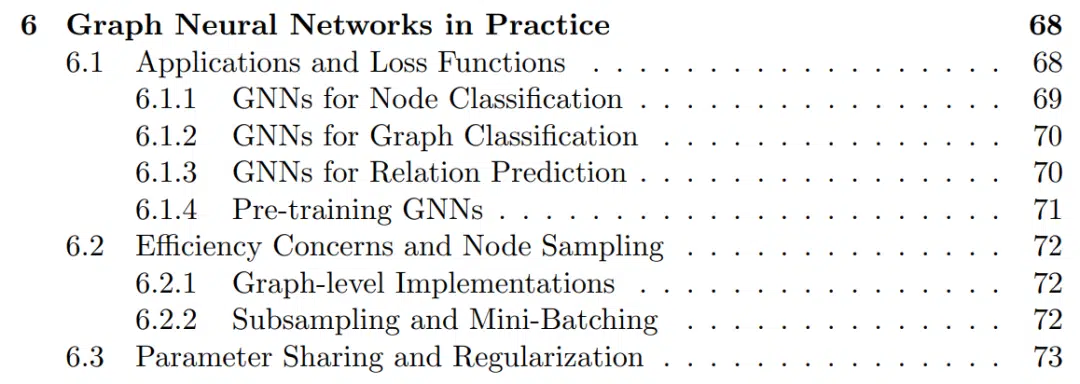 6 Graph Neural Networks in Practice 68
6.1 Applications and Loss Functions . . . . . . . . . . . . . . . . . . 68
6.1.1 GNNs for Node Classification . . . . . . . . . . . . . . . . 69
6.1.2 GNNs for Graph Classification . . . . . . . . . . . . . . . 70
6.1.3 GNNs for Relation Prediction . . . . . . . . . . . . . . . . 70
6.1.4 Pre-training GNNs . . . . . . . . . . . . . . . . . . . . . . 71
6.2 Efficiency Concerns and Node Sampling . . . . . . . . . . . . . . 72
6.2.1 Graph-level Implementations . . . . . . . . . . . . . . . . 72
6.2.2 Subsampling and Mini-Batching . . . . . . . . . . . . . . 72
6.3 Parameter Sharing and Regularization . . . . . . . . . . . . . . . 73